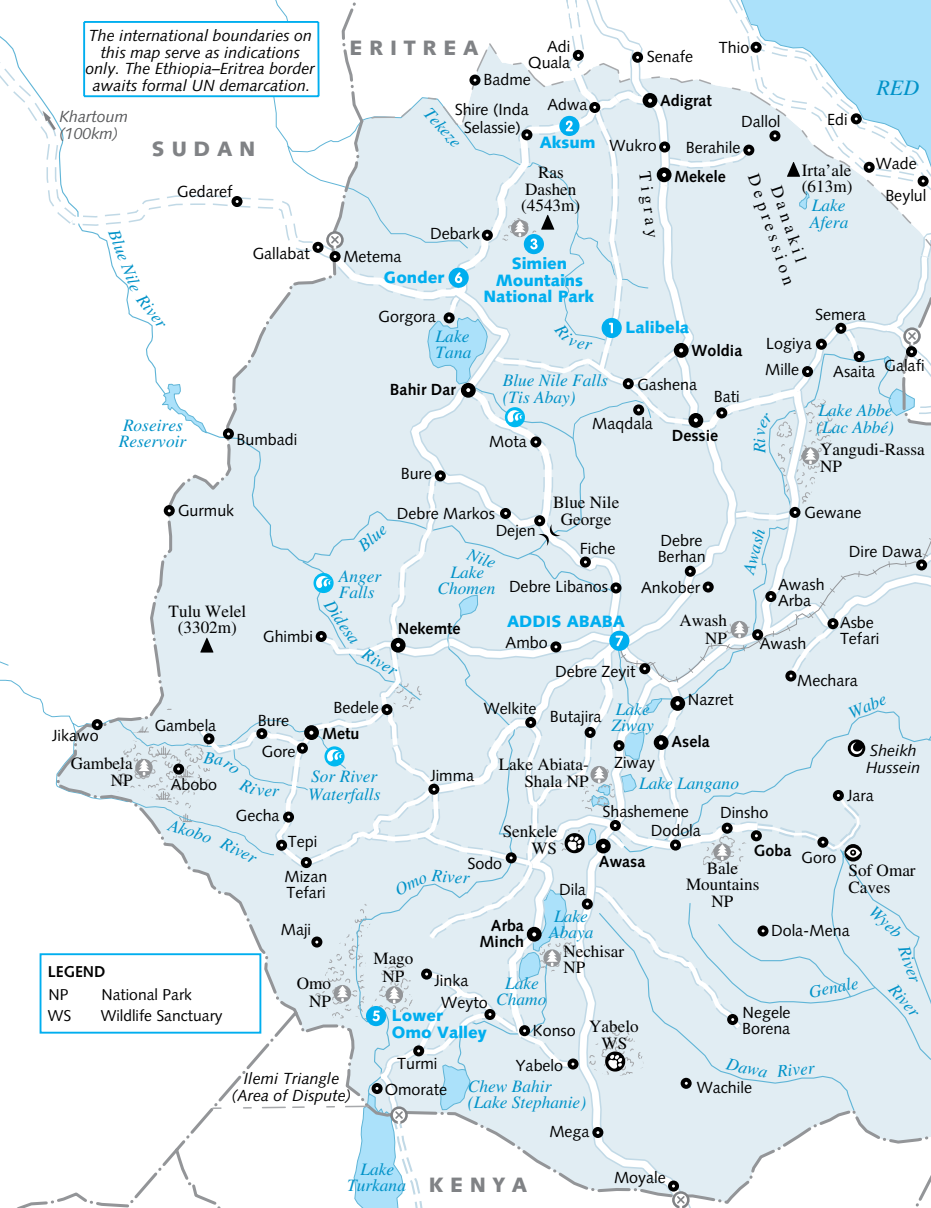 The international boundaries on
this map serve as indications
only. The Ethiopia–Eritrea border
awaits formal UN demarcation.
ERITREA
Adi
Quala
Senafe
Thio
RED
Badme
Khartoum
(100km)
SUDAN
Tekeze
Shire (Inda
Selassie)
Adwa
2
Aksum
Adigrat
Dallol
Edi
Wukro
Berahile
Mekele
Irta'ale
(613m)
Wade
Beylul
Gedaref
Ras
Dashen
(4543m)
Tigray
Danakil
Depression
Lake
Afera
Debark
3
Simien
Mountains
National Park
Gallabat
Metema
Blue Nile River
Gonder
6
Gorgora
Lake
Tana
River
1
Lalibela
Semera
Logiya
Woldia
Mille
Asaita
Galafi
Bahir Dar
Blue Nile Falls
(Tis Abay)
Gashena
Bati
Maqdala
Dessie
Lake Abbe
(Lac Abbé)
Roseires
Reservoir
Bumbadi
Mota
River
Yangudi-Rassa
NP
Bure
Gurmuk
Debre Markos
Dejen
Blue Nile
George
Gewane
Blue
Nile
Fiche
Debre
Berhan
Awash
Dire Dawa
Anger
Falls
Lake
Chomen
Debre Libanos
Ankober
Awash
Arba
Tulu Welel
(3302m)
Didesa
River
Ghimbi
Nekemte
Ambo
ADDIS ABABA
7
Awash
NP
Awash
Asbe
Tefari
Debre Zeyit
Mechara
Bedele
Welkite
Butajira
Lake
Ziway
Nazret
Wabe
Jikawo
Gambela
Bure
Metu
Gore
Ziway
Asela
Sheikh
Hussein
Gambela
NP
Abobo
Baro
River
Sor River
Waterfalls
Jimma
Lake Abiata-
Shala NP
Lake Langano
Jara
Gecha
Akobo River
Tepi
Mizan
Tefari
Shashemene
Senkele
WS
Awasa
Dodola
Dinsho
Goba
Goro
Sof Omar
Caves
Sodo
Omo River
Bale
Mountains
NP
Dila
Wyeb
River
Maji
Arba
Minch
Lake
Abaya
Nechisar
NP
Dola-Mena
LEGEND
NP National Park
WS Wildlife Sanctuary
Omo
NP
Mago
NP
Jinka
Lake
Chamo
Genale
River
5
Lower
Omo Valley
Weyto
Konso
Yabelo
WS
Negele
Borena
Turmi
Yabelo
Dawa River
Wachile
Ilemi Triangle
(Area of Dispute)
Omorate
Chew Bahir
(Lake Stephanie)
Mega
Lake
Turkana
KENYA
Moyale